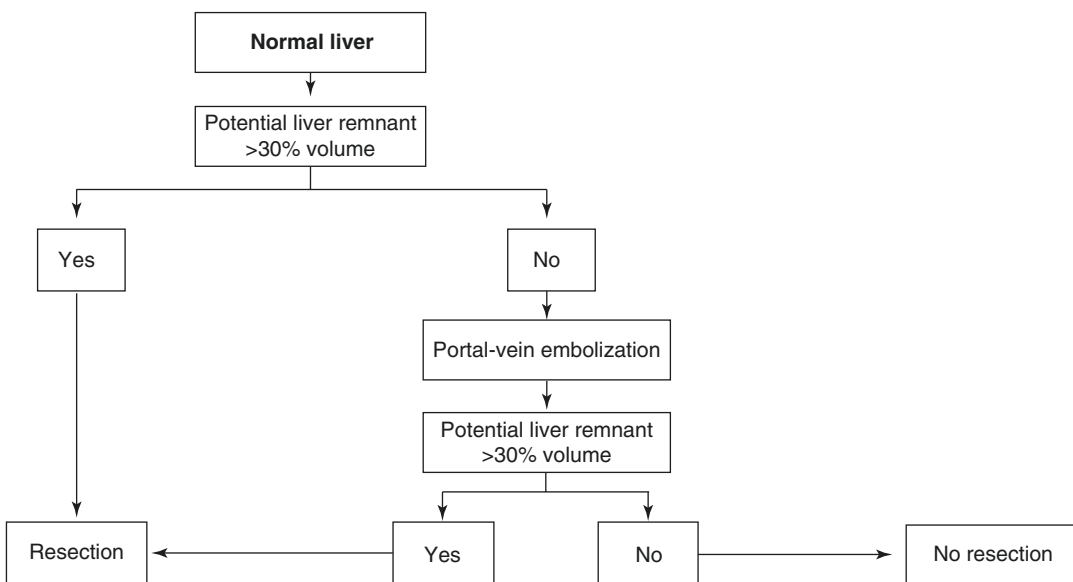 Normal liver
Potential liver remnant
>30% volume
Yes
No
Portal-vein embolization
Potential liver remnant
>30% volume
Resection
Yes
No
No resection